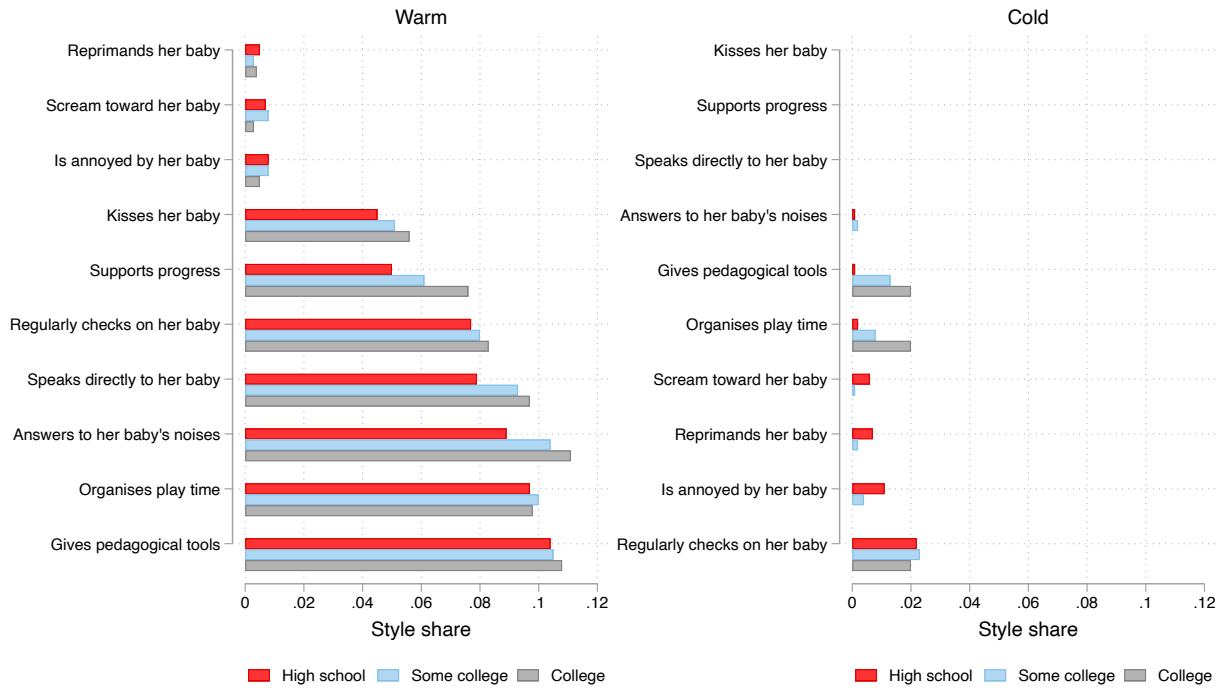 Warm
Reprimands her baby
Scream toward her baby
Is annoyed by her baby
Kisses her baby
Supports progress
Regularly checks on her baby
Speaks directly to her baby
Answers to her baby's noises
Organises play time
Gives pedagogical tools
0 .02 .04 .06 .08 .1 .12
Style share
High school Some college College
Cold
Kisses her baby
Supports progress
Speaks directly to her baby
Answers to her baby's noises
Gives pedagogical tools
Organises play time
Scream toward her baby
Reprimands her baby
Is annoyed by her baby
Regularly checks on her baby
0 .02 .04 .06 .08 .1 .12
Style share
High school Some college College